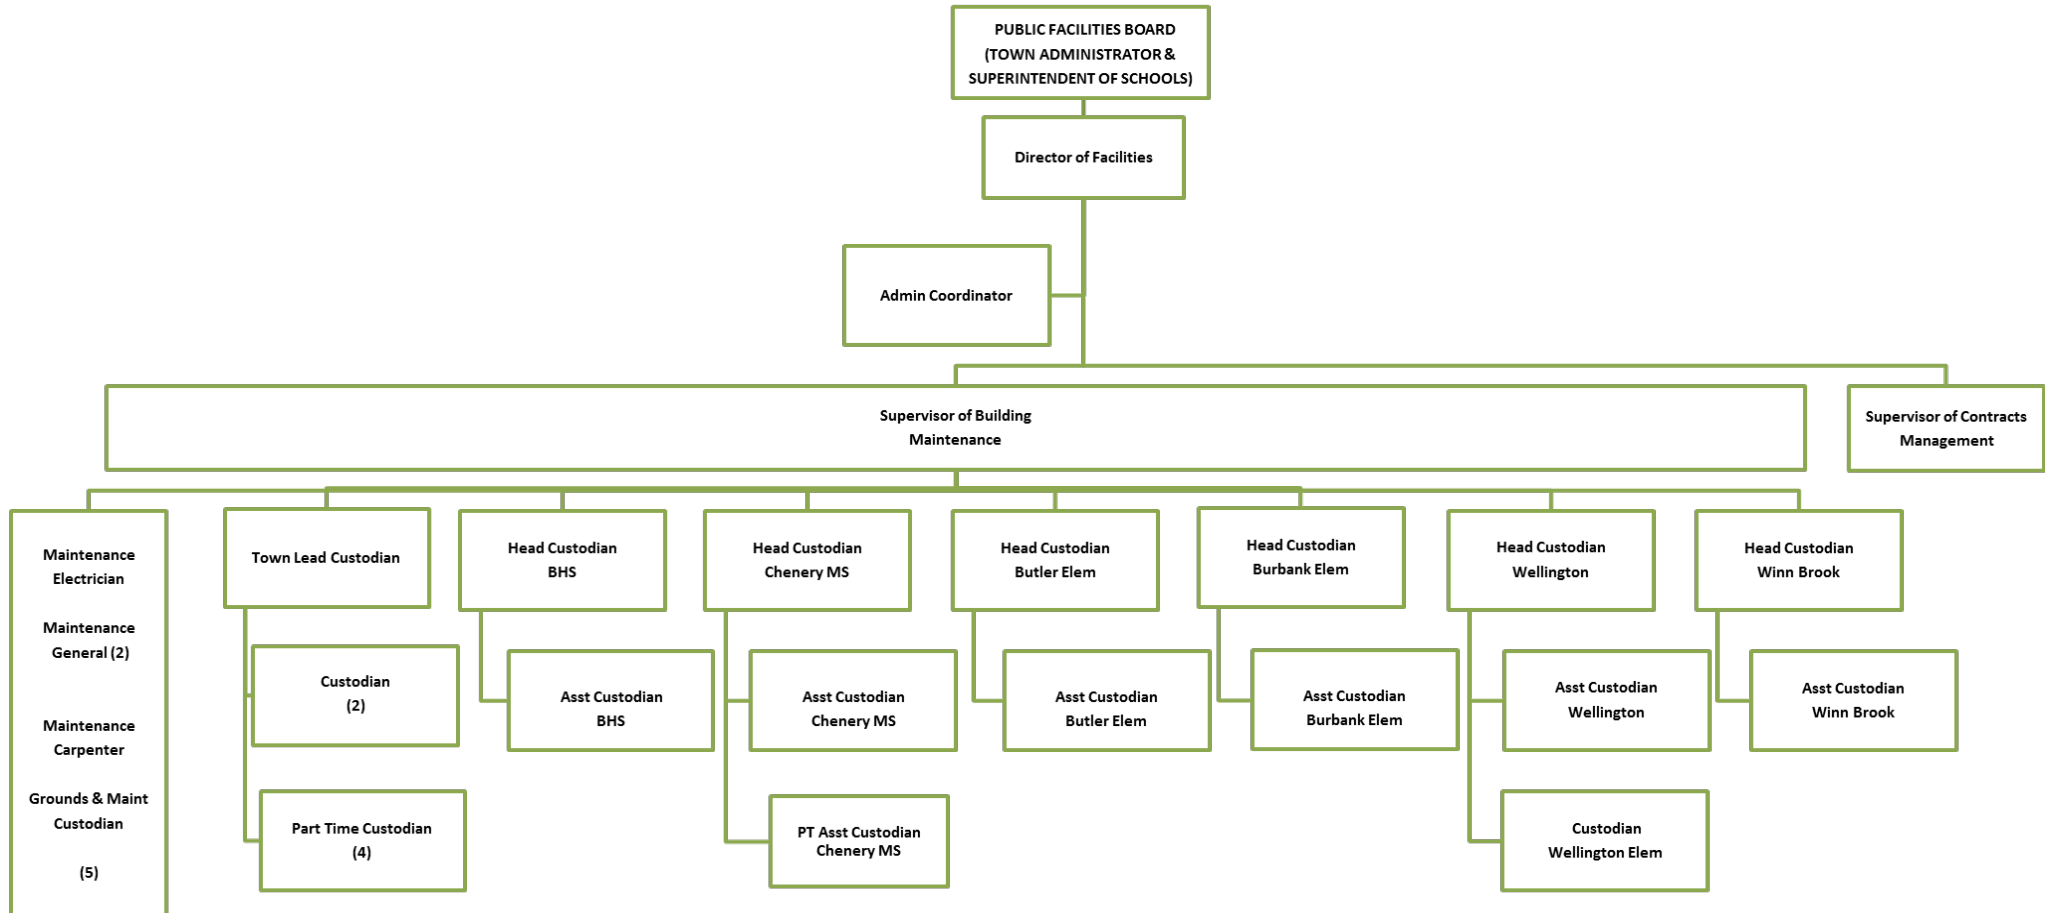 PUBLIC FACILITIES BOARD
(TOWN ADMINISTRATOR &
SUPERINTENDENT OF SCHOOLS)
Director of Facilities
Admin Coordinator
Supervisor of Building
Maintenance
Supervisor of Contracts
Management
Maintenance
Electrician
Maintenance
General (2)
Maintenance
Carpenter
Grounds & Maint
Custodian
(5)
Town Lead Custodian
Custodian
(2)
Part Time Custodian
(4)
Head Custodian
BHS
Asst Custodian
BHS
Head Custodian
Chenery MS
Asst Custodian
Chenery MS
PT Asst Custodian
Chenery MS
Head Custodian
Butler Elem
Asst Custodian
Butler Elem
Head Custodian
Burbank Elem
Asst Custodian
Burbank Elem
Head Custodian
Wellington
Asst Custodian
Wellington
Custodian
Wellington Elem
Head Custodian
Winn Brook
Asst Custodian
Winn Brook